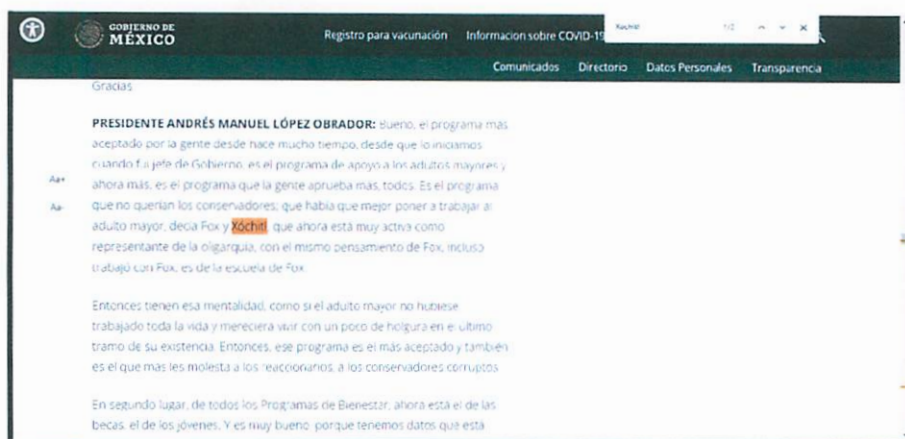 GOBIERNO DE
MÉXICO
Registro para vacunación Informacion sobre COVID-19
Xóchitl 1/2
Comunicados Directorio Datos Personales Transparencia
Gracias.
PRESIDENTE ANDRÉS MANUEL LÓPEZ OBRADOR: Bueno, el programa más
aceptado por la gente desde hace mucho tiempo, desde que lo iniciamos
cuando fui jefe de Gobierno, es el programa de apoyo a los adultos mayores y
Aa+
ahora más, es el programa que la gente aprueba más, todos. Es el programa
Aa-
que no querían los conservadores; que había que mejor poner a trabajar al
adulto mayor, decía Fox y Xóchitl, que ahora está muy activa como
representante de la oligarquía, con el mismo pensamiento de Fox, incluso
trabajó con Fox, es de la escuela de Fox.
Entonces tienen esa mentalidad, como si el adulto mayor no hubiese
trabajado toda la vida y mereciera vivir con un poco de holgura en el último
tramo de su existencia. Entonces, ese programa es el más aceptado y también
es el que más les molesta a los reaccionarios, a los conservadores corruptos.
En segundo lugar, de todos los Programas de Bienestar, ahora está el de las
becas, el de los jóvenes. Y es muy bueno, porque tenemos datos que está